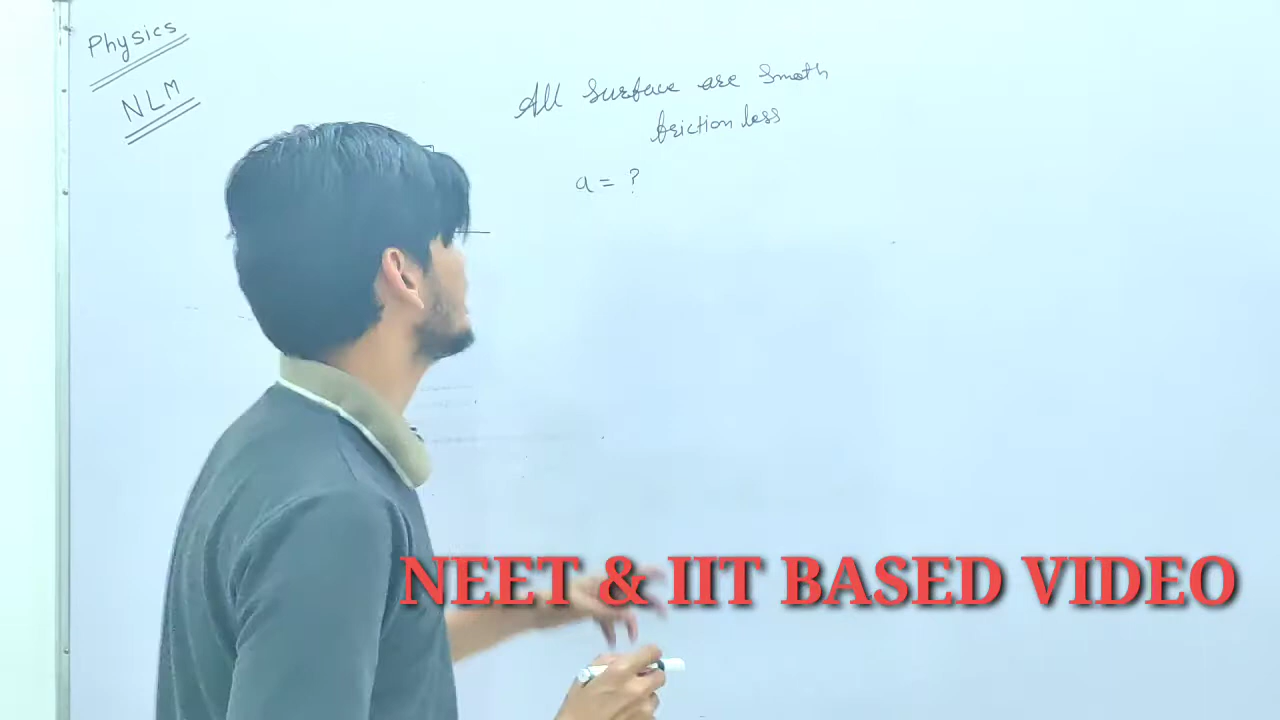 Physics
NLM
All Surface are Smoth
friction less
a = ?
NEET & IIT BASED VIDEO